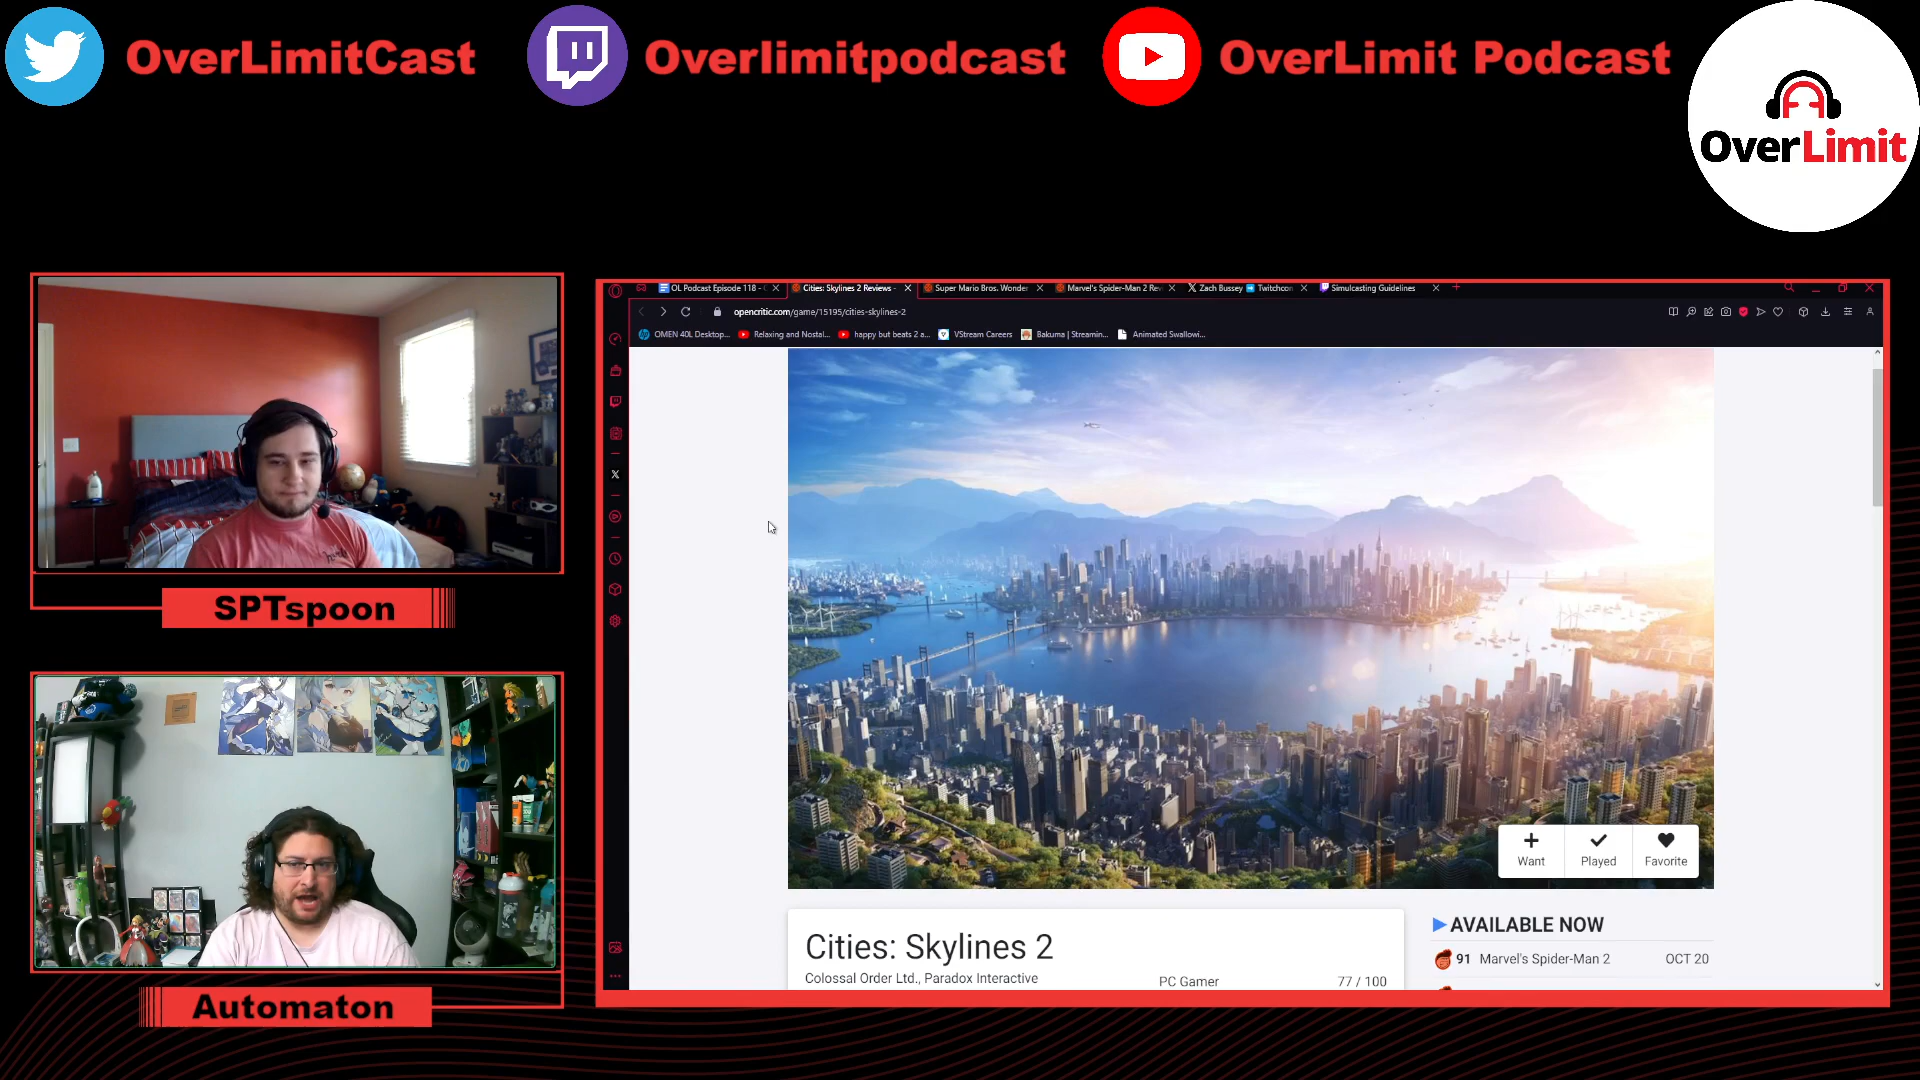 OverLimitCast
Overlimitpodcast
OverLimit Podcast
OverLimit
OL Podcast Episode 118 -
Cities: Skylines 2 Reviews -
Super Mario Bros. Wonder
Marvel's Spider-Man 2 Rev
Zach Bussey
Twitchcon
Simulcasting Guidelines
opencritic.com/game/15195/cities-skylines-2
OMEN 40L Desktop...
Relaxing and Nostal...
happy but beats 2 a...
VStream Careers
Bakuma | Streamin...
Animated Swallowi...
SPTspoon
Automaton
Want
Played
Favorite
Cities: Skylines 2
Colossal Order Ltd., Paradox Interactive
PC Gamer
77 / 100
AVAILABLE NOW
91 Marvel's Spider-Man 2 OCT 20